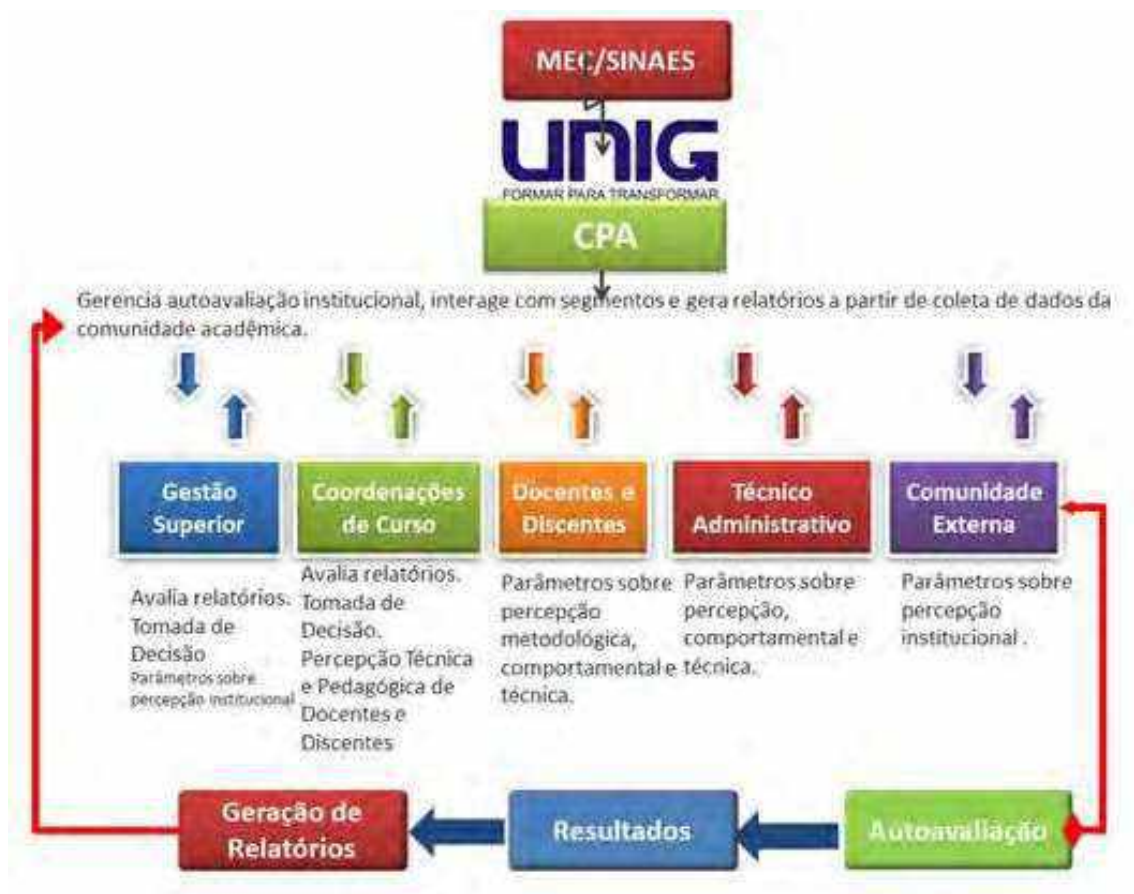 MEC/SINAES
UNIG
FORMAR PARA TRANSFORMAR
CPA
Gerencia autoavaliação institucional, interage com segmentos e gera relatórios a partir de coleta de dados da
comunidade acadêmica.
Gestão
Superior
Avalia relatórios.
Tomada de
Decisão
Parâmetros sobre
percepção institucional
Coordenações
de Curso
Avalia relatórios.
Tomada de
Decisão.
Percepção Técnica
e Pedagógica de
Docentes e
Discentes
Docentes e
Discentes
Parâmetros sobre
percepção
metodológica,
comportamental e
técnica.
Técnico
Administrativo
Parâmetros sobre
percepção,
comportamental e
técnica.
Comunidade
Externa
Parâmetros sobre
percepção
institucional .
Geração de
Relatórios
Resultados
Autoavaliação